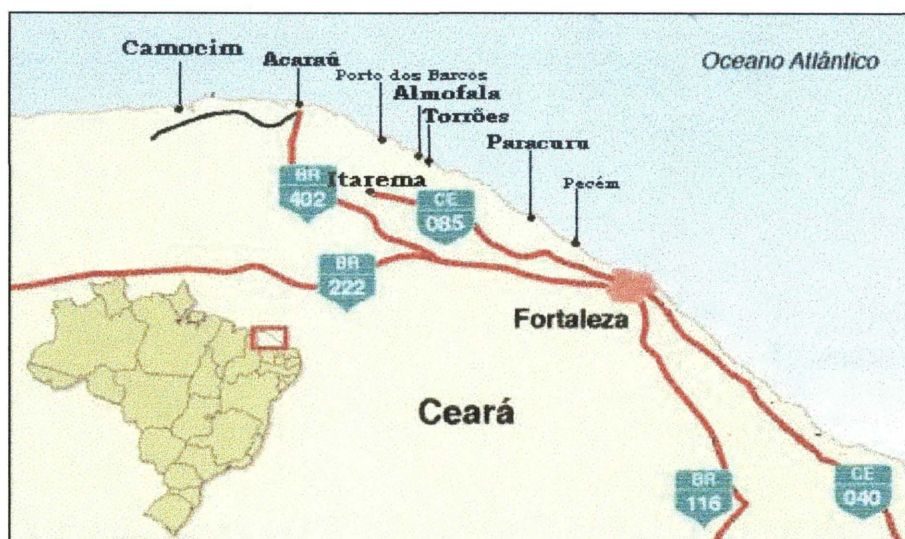 Camocim
Acaraú
Oceano Atlântico
Porto dos Barcos
Almofala
Torrões
Paracuru
Pecém
Itarema
BR
402
CE
085
BR
222
Fortaleza
Ceará
BR
116
CE
040